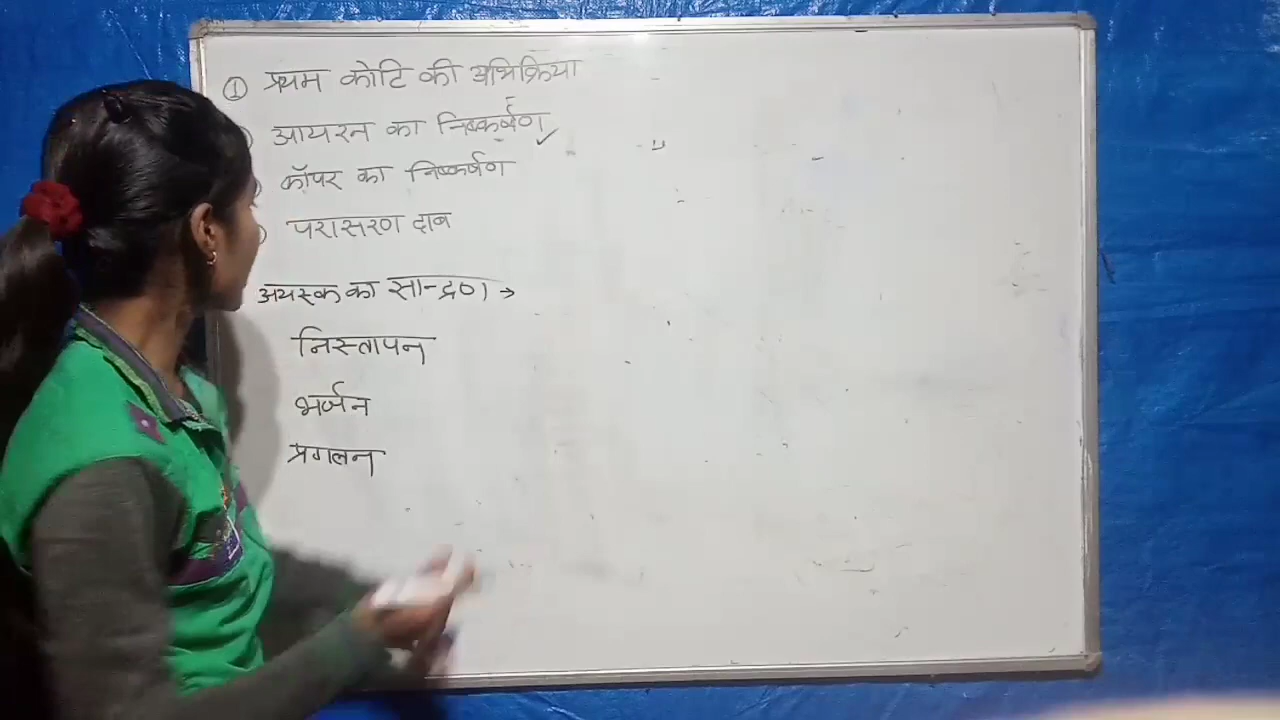 ① प्रथम कोटि की अभिक्रिया
आयरन का निष्कर्षण ✓
कॉपर का निष्कर्षण
परासरण दाब
अयस्क का सान्द्रण →
निस्तापन
भर्जन
प्रगलन